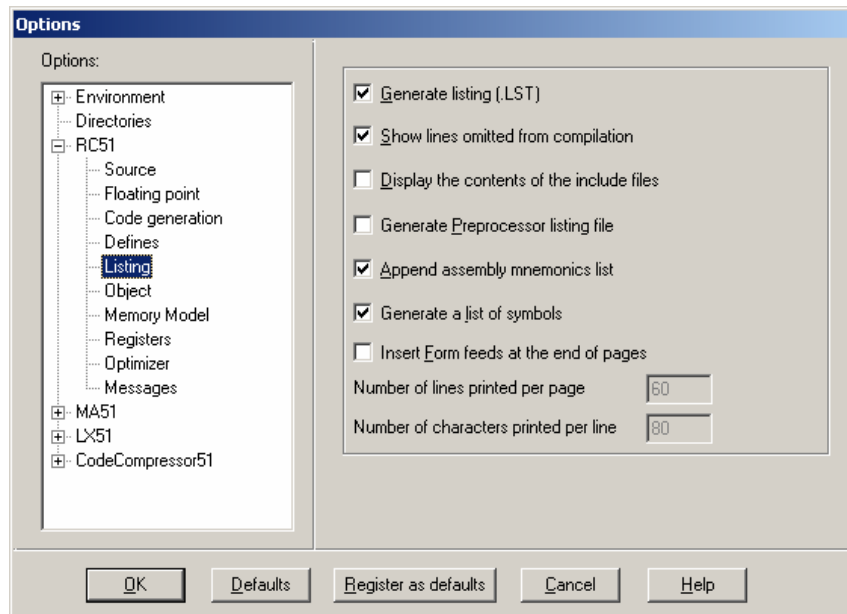 Options
Options:
Environment
Directories
RC51
Source
Floating point
Code generation
Defines
Listing
Object
Memory Model
Registers
Optimizer
Messages
MA51
LX51
CodeCompressor51
Generate listing (.LST)
Show lines omitted from compilation
Display the contents of the include files
Generate Preprocessor listing file
Append assembly mnemonics list
Generate a list of symbols
Insert Form feeds at the end of pages
Number of lines printed per page 60
Number of characters printed per line 80
OK Defaults Register as defaults Cancel Help